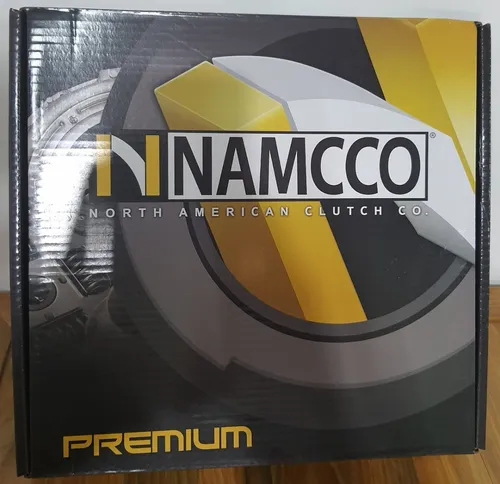 NAMCCO®
NORTH AMERICAN CLUTCH CO.
PREMIUM